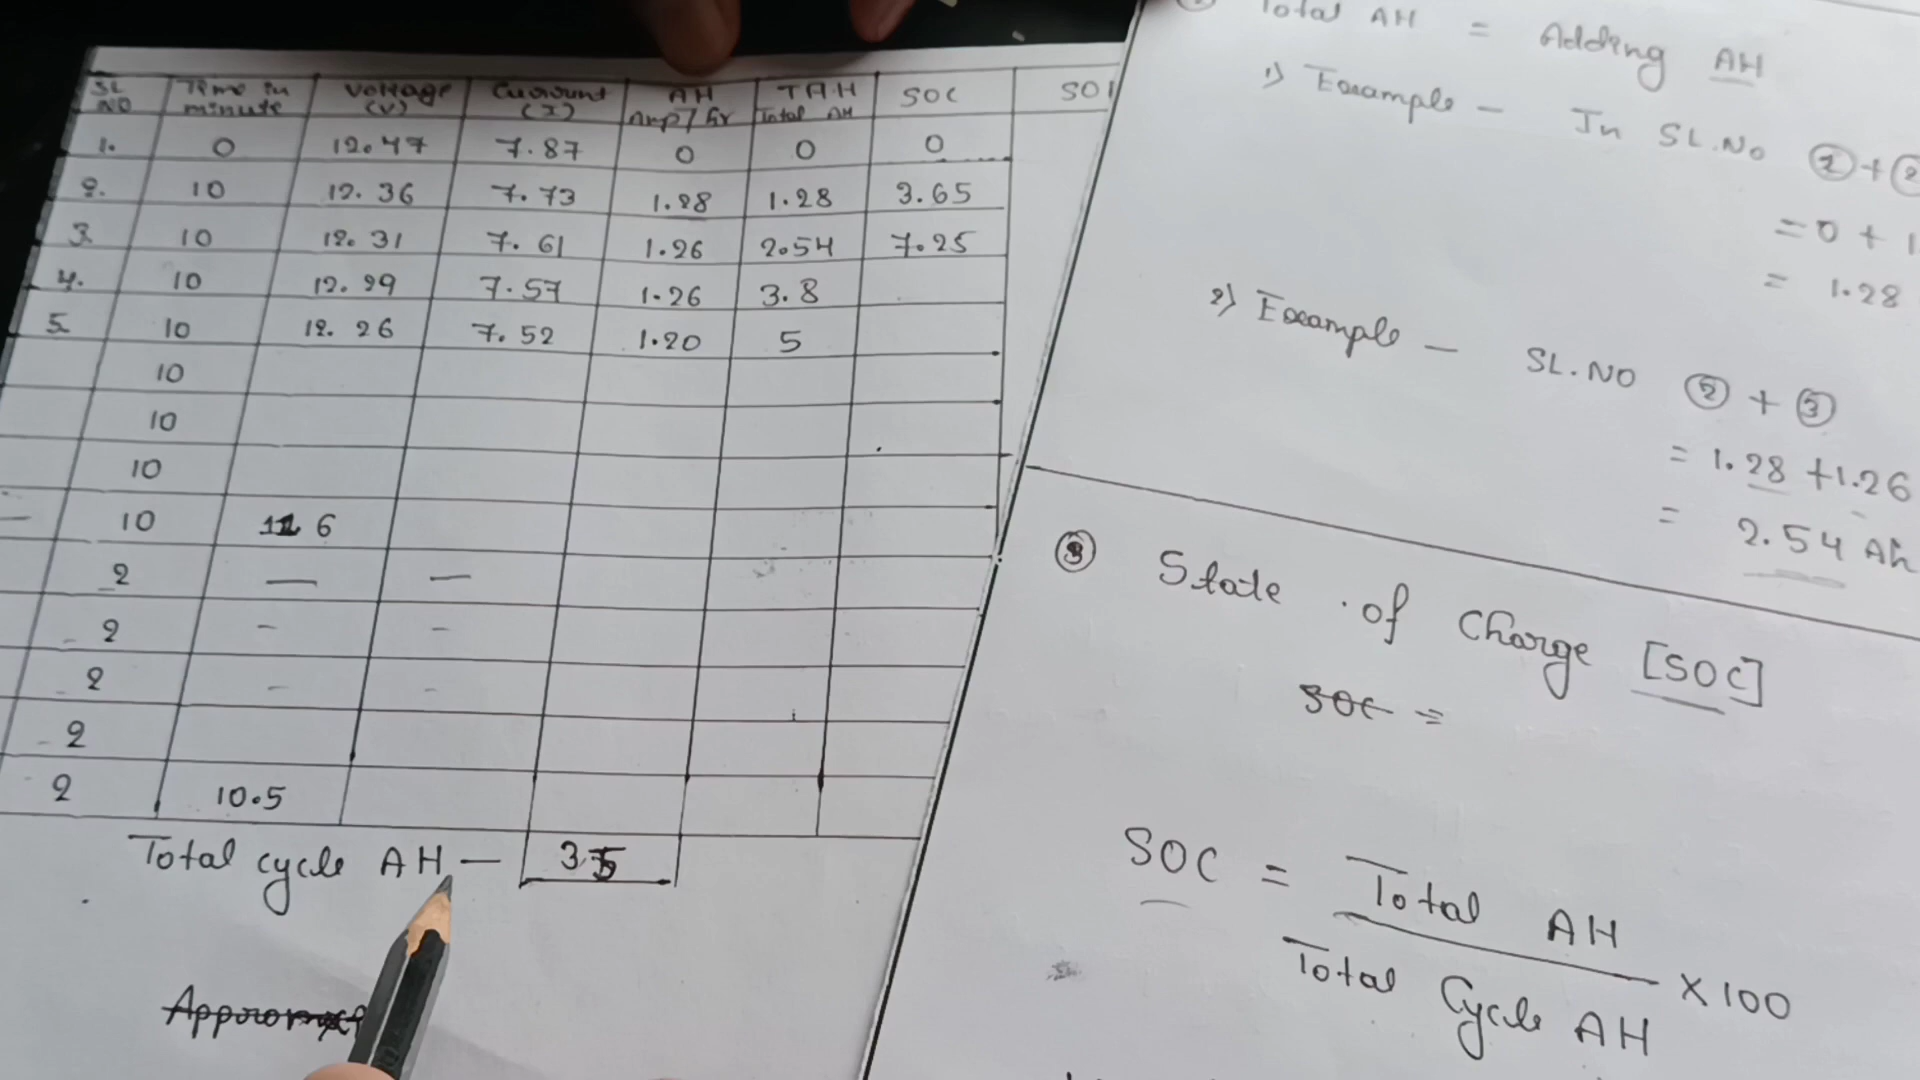 SL NO Time in minute Voltage (V) Current (I) AH Amp/hr TAH Total AH SOC SO
1. 0 12.47 7.87 0 0 0
2. 10 12.36 7.73 1.28 1.28 3.65
3. 10 12.31 7.61 1.26 2.54 7.25
4. 10 12.29 7.57 1.26 3.8
5. 10 12.26 7.52 1.20 5
10
10
10
10 11.6
2 — —
2 - -
2 - -
2
2 10.5
Total cycle AH — 35
Total AH = Adding AH
1) Example - In SL.No 1 + 2
= 0 + 1
= 1.28
2) Example - SL.NO 2 + 3
= 1.28 + 1.26
= 2.54 Ah
3 State of Charge [SOC]
SOC =
SOC = Total AH
Total Cycle AH × 100